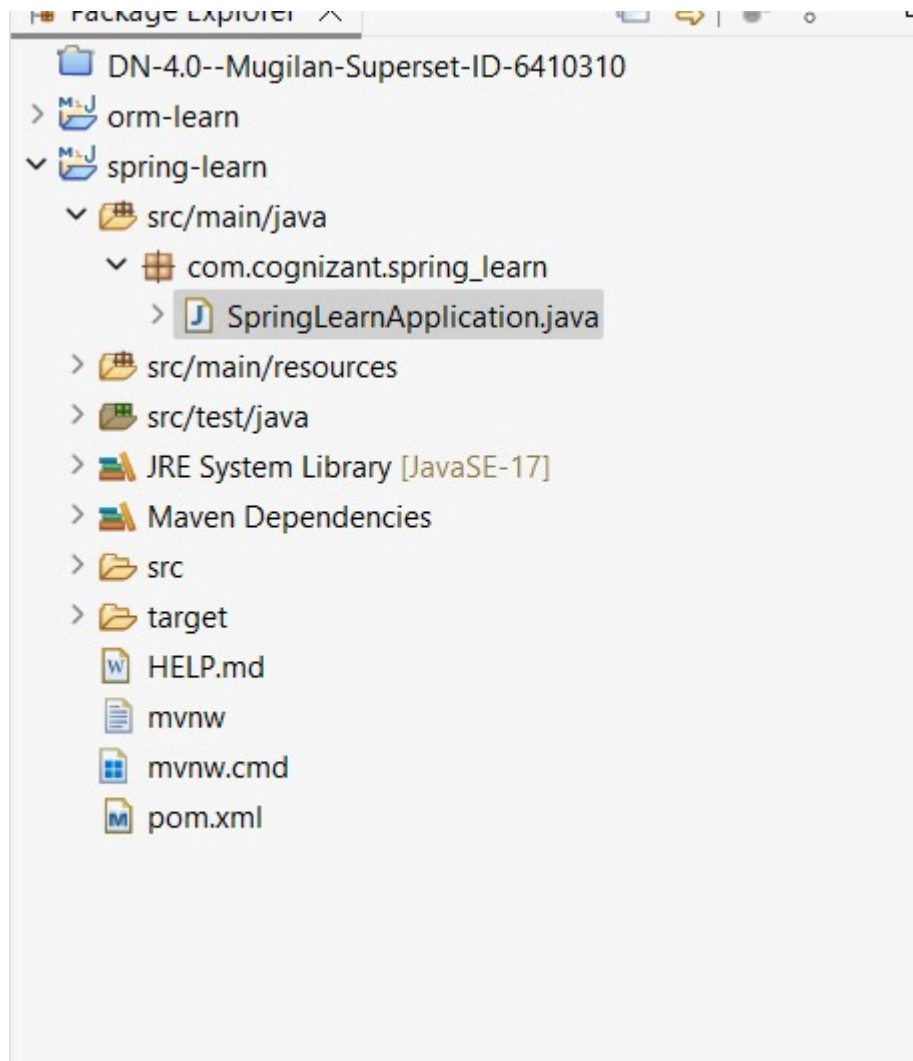 Package Explorer
DN-4.0--Mugilan-Superset-ID-6410310
orm-learn
spring-learn
src/main/java
com.cognizant.spring_learn
SpringLearnApplication.java
src/main/resources
src/test/java
JRE System Library [JavaSE-17]
Maven Dependencies
src
target
HELP.md
mvnw
mvnw.cmd
pom.xml